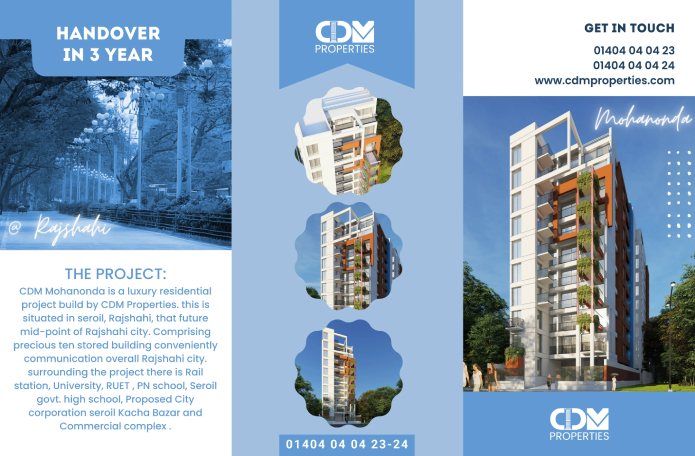 HANDOVER
IN 3 YEAR
@ Rajshahi
THE PROJECT:
CDM Mohanonda is a luxury residential
project build by CDM Properties. this is
situated in seroil, Rajshahi, that future
mid-point of Rajshahi city. Comprising
precious ten stored building conveniently
communication overall Rajshahi city.
surrounding the project there is Rail
station, University, RUET , PN school, Seroil
govt. high school, Proposed City
corporation seroil Kacha Bazar and
Commercial complex .
CDM
PROPERTIES
01404 04 04 23-24
GET IN TOUCH
01404 04 04 23
01404 04 04 24
www.cdmproperties.com
Mohanonda
CDM
PROPERTIES